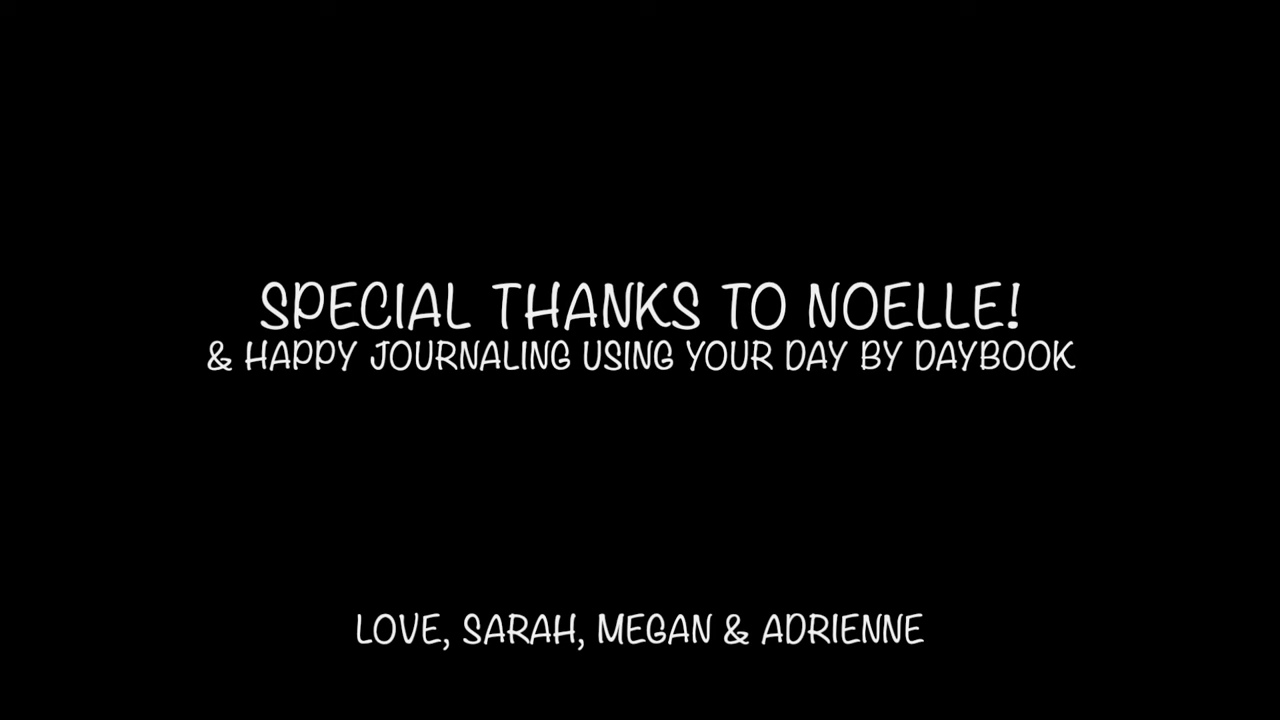 SPECIAL THANKS TO NOELLE!
& HAPPY JOURNALING USING YOUR DAY BY DAYBOOK
LOVE, SARAH, MEGAN & ADRIENNE